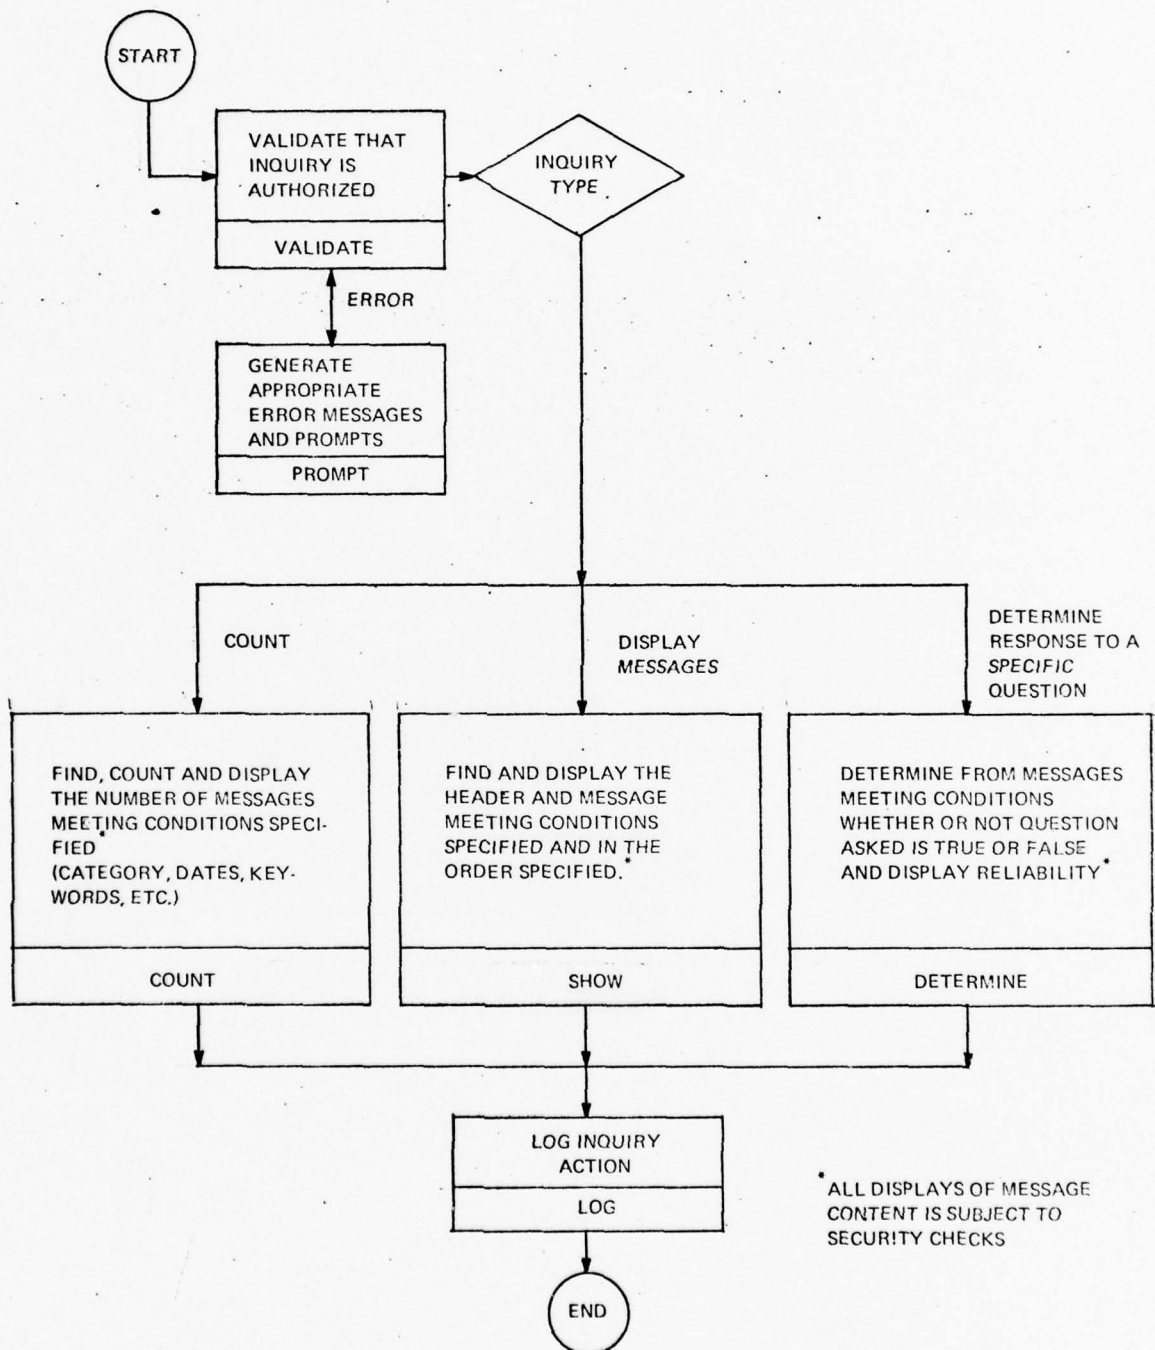 START
VALIDATE THAT
INQUIRY IS
AUTHORIZED
VALIDATE
INQUIRY
TYPE
ERROR
GENERATE
APPROPRIATE
ERROR MESSAGES
AND PROMPTS
PROMPT
COUNT
DISPLAY
MESSAGES
DETERMINE
RESPONSE TO A
SPECIFIC
QUESTION
FIND, COUNT AND DISPLAY
THE NUMBER OF MESSAGES
MEETING CONDITIONS SPECI-
FIED*
(CATEGORY, DATES, KEY-
WORDS, ETC.)
COUNT
FIND AND DISPLAY THE
HEADER AND MESSAGE
MEETING CONDITIONS
SPECIFIED AND IN THE
ORDER SPECIFIED.*
SHOW
DETERMINE FROM MESSAGES
MEETING CONDITIONS
WHETHER OR NOT QUESTION
ASKED IS TRUE OR FALSE
AND DISPLAY RELIABILITY*
DETERMINE
LOG INQUIRY
ACTION
LOG
*ALL DISPLAYS OF MESSAGE
CONTENT IS SUBJECT TO
SECURITY CHECKS
END